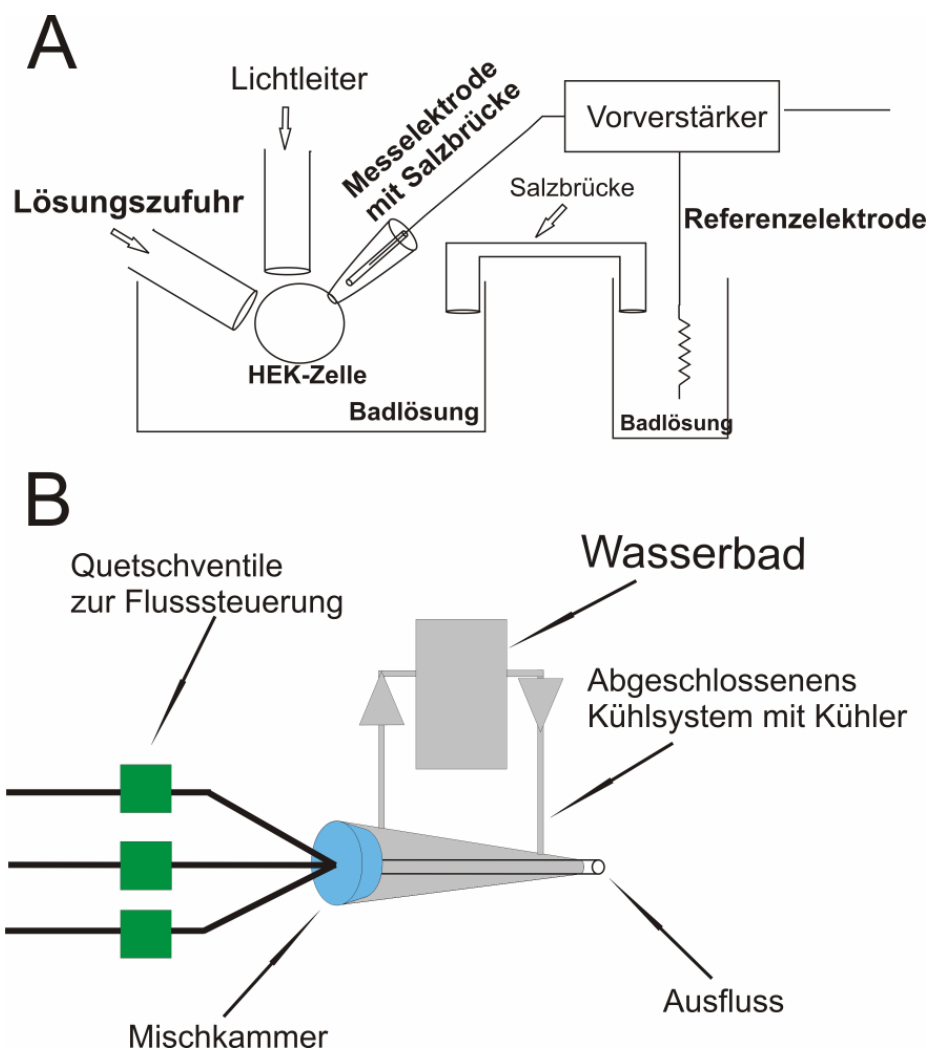 A
Lichtleiter
Messelektrode
mit Salzbrücke
Vorverstärker
Lösungszufuhr
Salzbrücke
Referenzelektrode
HEK-Zelle
Badlösung
Badlösung
B
Quetschventile
zur Flusssteuerung
Wasserbad
Abgeschlossenens
Kühlsystem mit Kühler
Mischkammer
Ausfluss